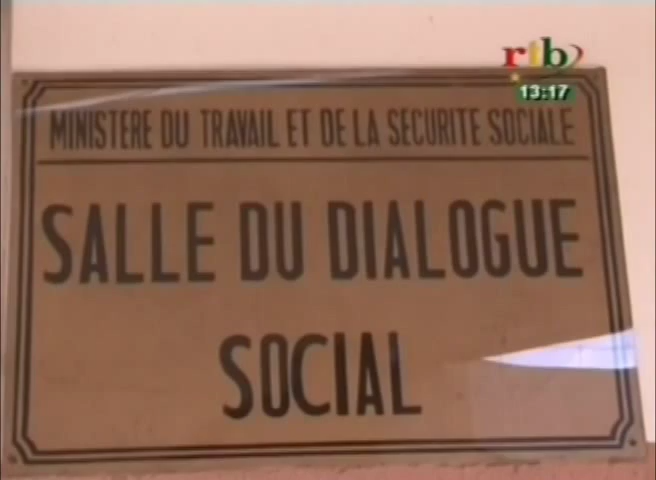 rtb
13:17
MINISTERE DU TRAVAIL ET DE LA SECURITE SOCIALE
SALLE DU DIALOGUE
SOCIAL